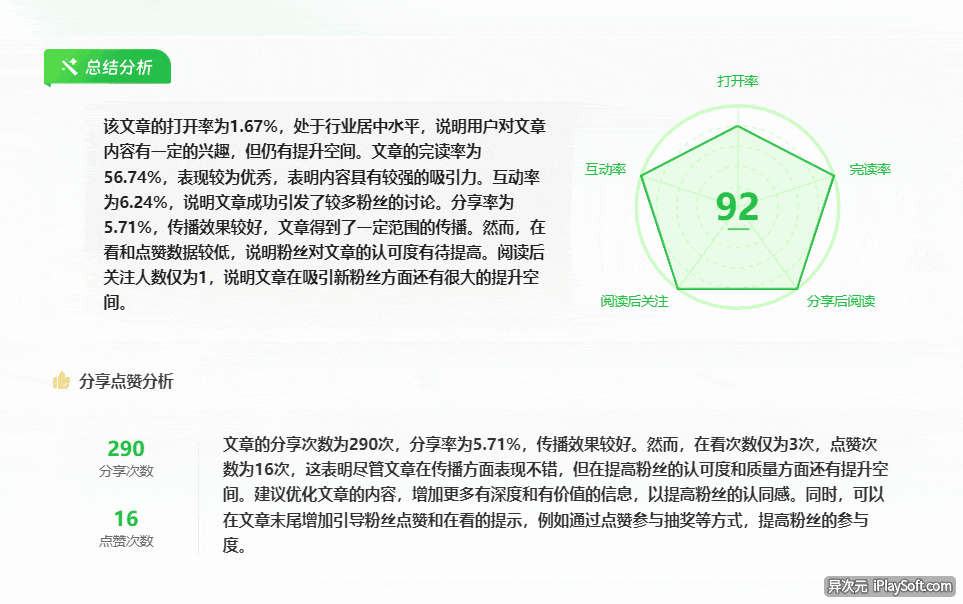 总结分析
打开率
该文章的打开率为1.67%，处于行业居中水平，说明用户对文章
内容有一定的兴趣，但仍有提升空间。文章的完读率为
56.74%，表现较为优秀，表明内容具有较强的吸引力。互动率
为6.24%，说明文章成功引发了较多粉丝的讨论。分享率为
5.71%，传播效果较好，文章得到了一定范围的传播。然而，在
看和点赞数据较低，说明粉丝对文章的认可度有待提高。阅读后
关注人数仅为1，说明文章在吸引新粉丝方面还有很大的提升空
间。
互动率
完读率
92
阅读后关注
分享后阅读
分享点赞分析
290
分享次数
16
点赞次数
文章的分享次数为290次，分享率为5.71%，传播效果较好。然而，在看次数仅为3次，点赞次
数为16次，这表明尽管文章在传播方面表现不错，但在提高粉丝的认可度和质量方面还有提升空
间。建议优化文章的内容，增加更多有深度和有价值的信息，以提高粉丝的认同感。同时，可以
在文章末尾增加引导粉丝点赞和在看的提示，例如通过点赞参与抽奖等方式，提高粉丝的参与
度。
异次元 iPlaySoft.com